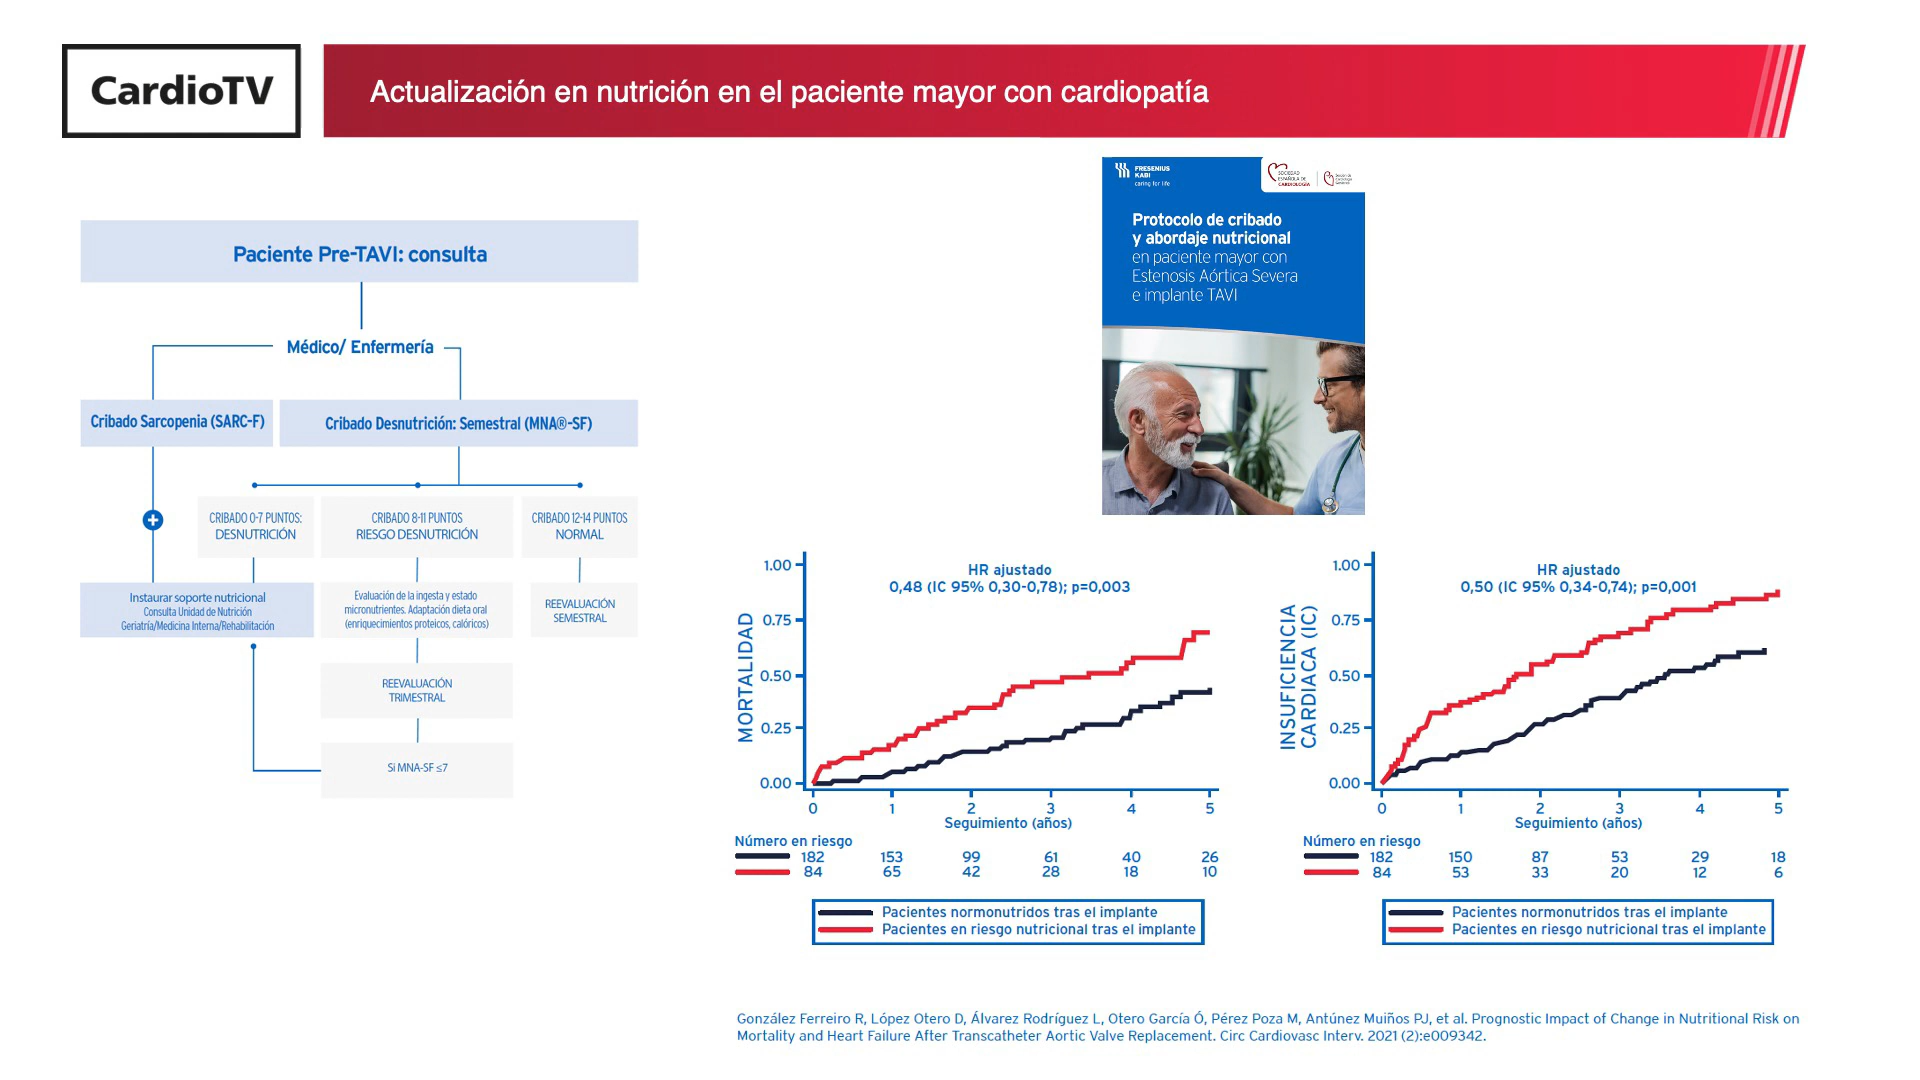 CardioTV
Actualización en nutrición en el paciente mayor con cardiopatía
Paciente Pre-TAVI: consulta
Médico/ Enfermería
Cribado Sarcopenia (SARC-F)
Cribado Desnutrición: Semestral (MNA®-SF)
CRIBADO 0-7 PUNTOS:
DESNUTRICIÓN
CRIBADO 8-11 PUNTOS
RIESGO DESNUTRICIÓN
CRIBADO 12-14 PUNTOS
NORMAL
Instaurar soporte nutricional
Consulta Unidad de Nutrición
Geriatría/Medicina Interna/Rehabilitación
Evaluación de la ingesta y estado
micronutrientes. Adaptación dieta oral
(enriquecimientos proteicos, calóricos)
REEVALUACIÓN
SEMESTRAL
REEVALUACIÓN
TRIMESTRAL
Si MNA-SF ≤7
FRESENIUS
KABI
caring for life
SOCIEDAD
ESPAÑOLA DE
CARDIOLOGÍA
Sección de
Cardiología
Geriátrica
Protocolo de cribado
y abordaje nutricional
en paciente mayor con
Estenosis Aórtica Severa
e implante TAVI
HR ajustado
0,48 (IC 95% 0,30-0,78); p=0,003
MORTALIDAD
1.00
0.75
0.50
0.25
0.00
0 1 2 3 4 5
Seguimiento (años)
Número en riesgo
182 153 99 61 40 26
84 65 42 28 18 10
Pacientes normonutridos tras el implante
Pacientes en riesgo nutricional tras el implante
HR ajustado
0,50 (IC 95% 0,34-0,74); p=0,001
INSUFICIENCIA
CARDIACA (IC)
1.00
0.75
0.50
0.25
0.00
0 1 2 3 4 5
Seguimiento (años)
Número en riesgo
182 150 87 53 29 18
84 53 33 20 12 6
Pacientes normonutridos tras el implante
Pacientes en riesgo nutricional tras el implante
González Ferreiro R, López Otero D, Álvarez Rodríguez L, Otero García Ó, Pérez Poza M, Antúnez Muiños PJ, et al. Prognostic Impact of Change in Nutritional Risk on
Mortality and Heart Failure After Transcatheter Aortic Valve Replacement. Circ Cardiovasc Interv. 2021 (2):e009342.